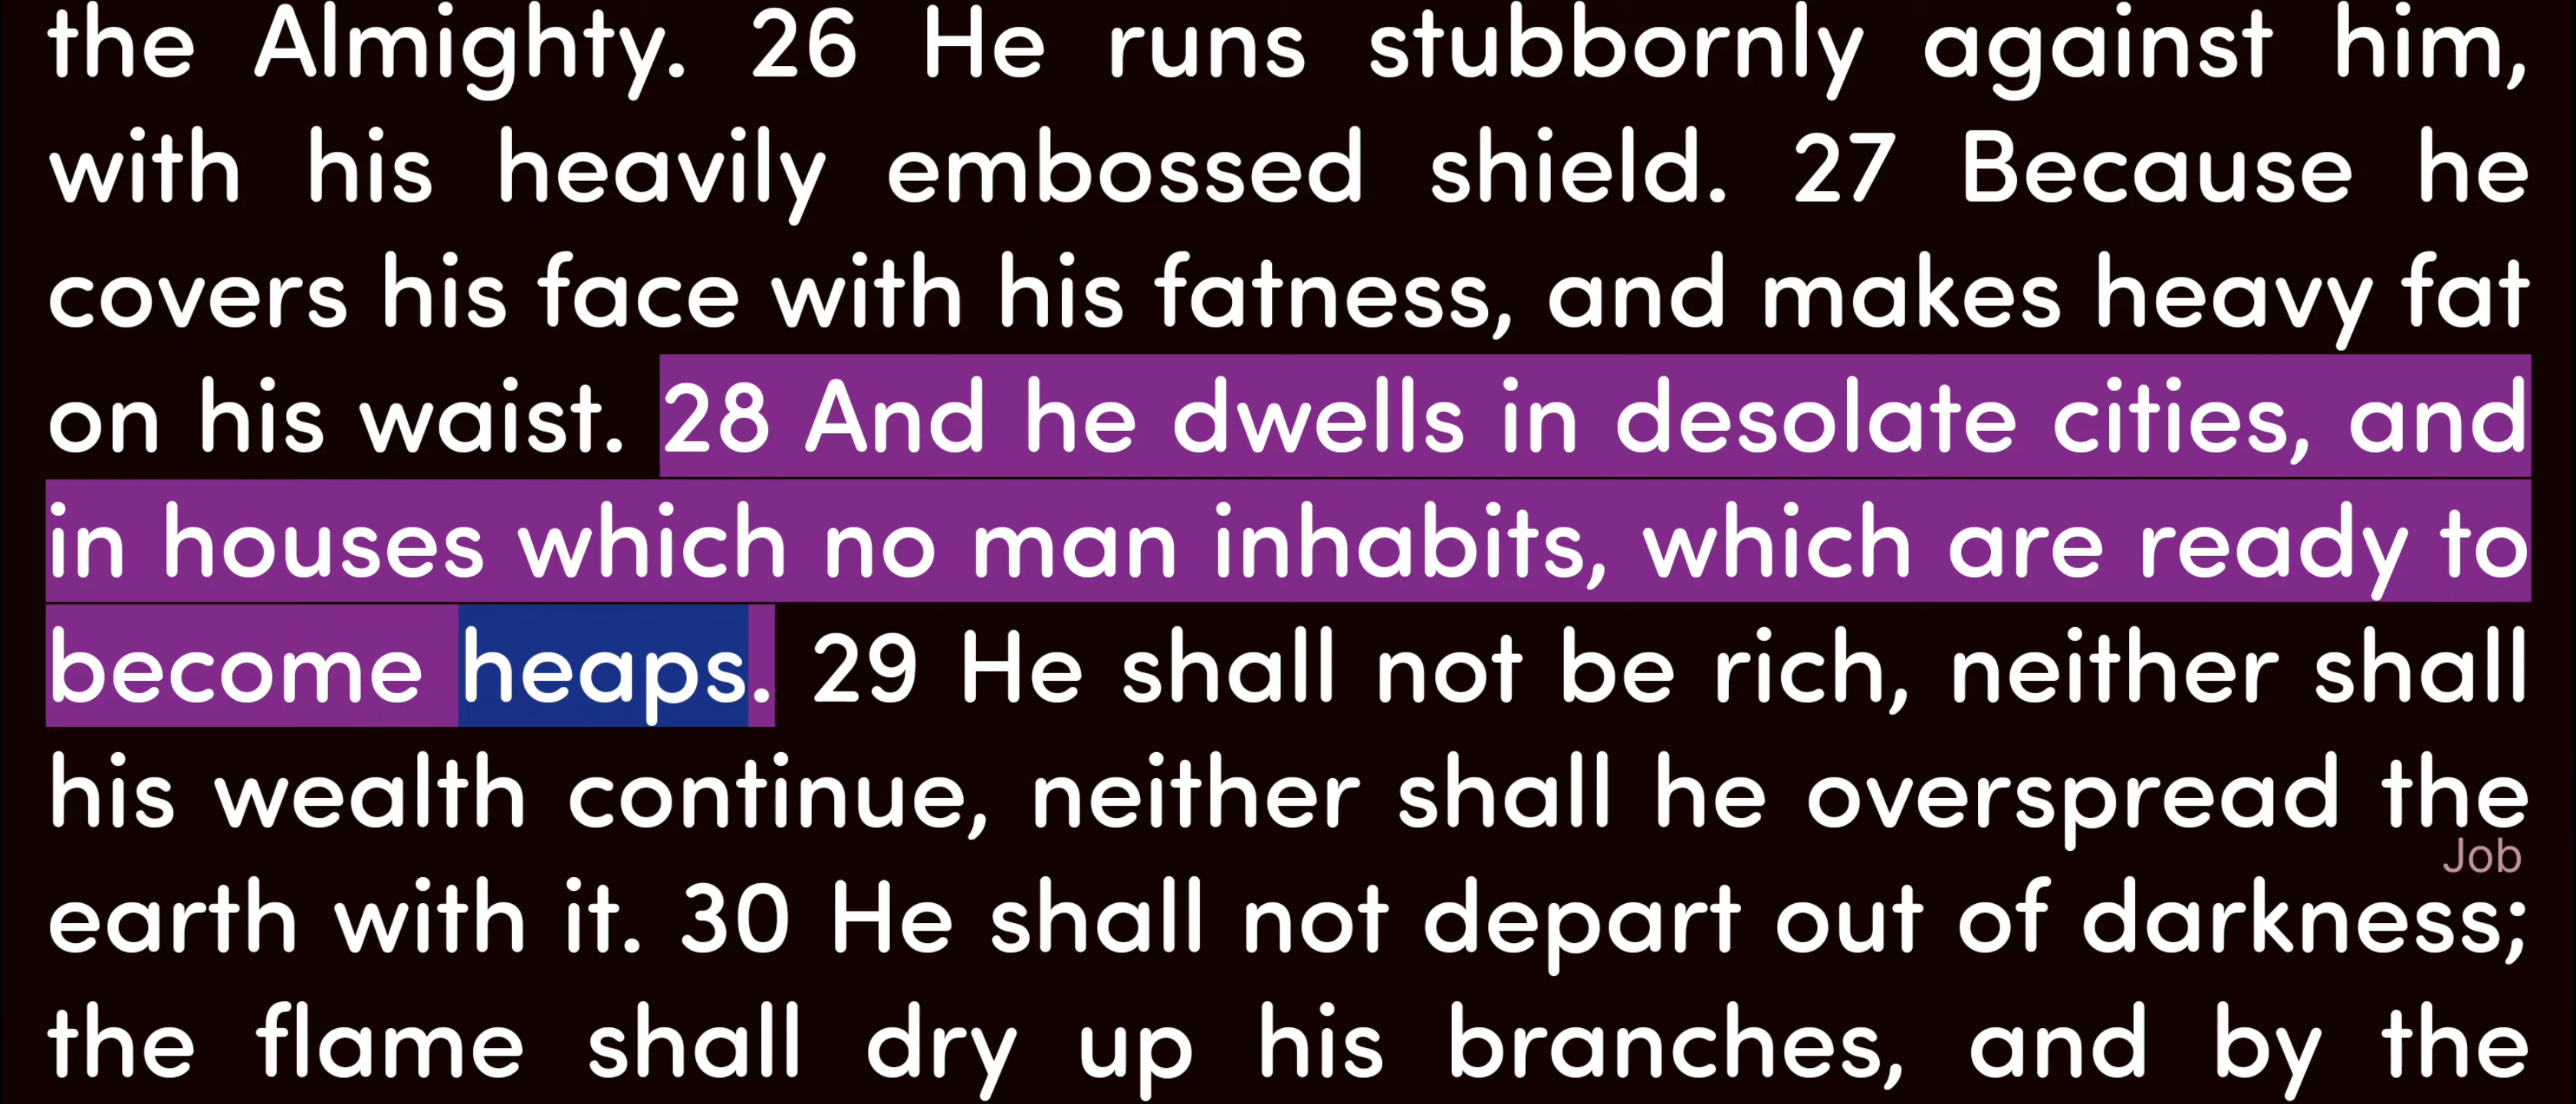 the Almighty. 26 He runs stubbornly against him,
with his heavily embossed shield. 27 Because he
covers his face with his fatness, and makes heavy fat
on his waist. 28 And he dwells in desolate cities, and
in houses which no man inhabits, which are ready to
become heaps. 29 He shall not be rich, neither shall
his wealth continue, neither shall he overspread the
Job
earth with it. 30 He shall not depart out of darkness;
the flame shall dry up his branches, and by the